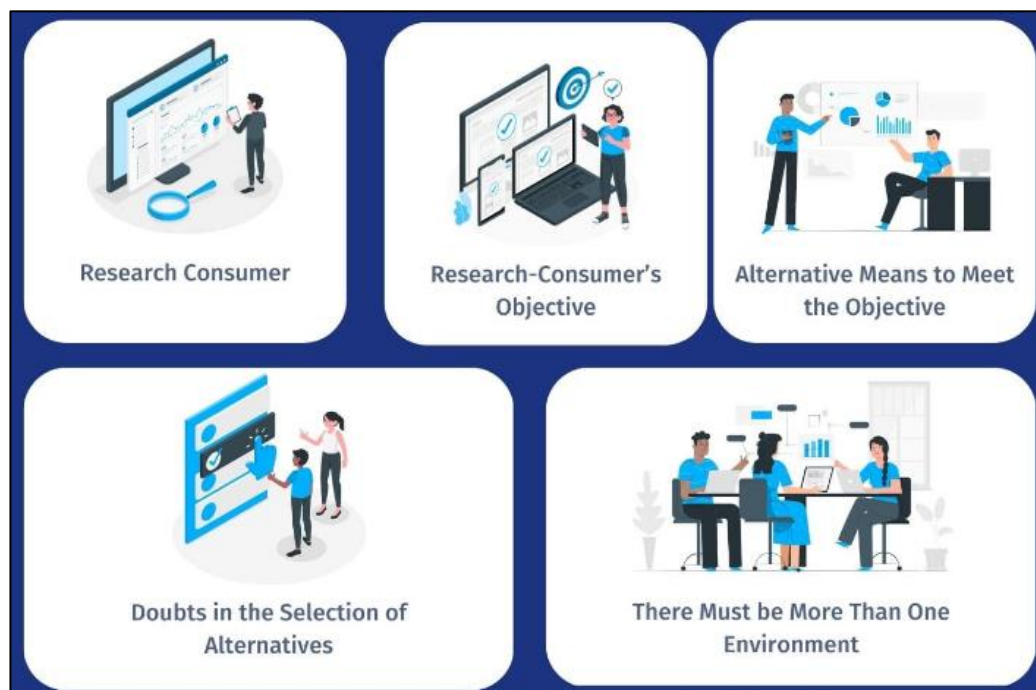 Research Consumer
Research-Consumer's
Objective
Alternative Means to Meet
the Objective
Doubts in the Selection of
Alternatives
There Must be More Than One
Environment